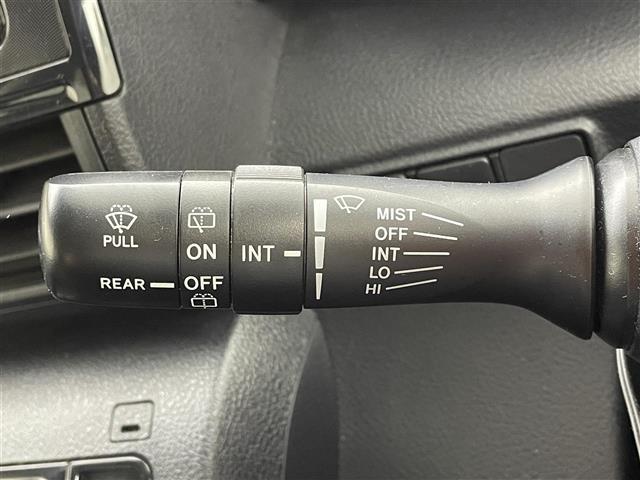 PULL
REAR
ON
OFF
INT
MIST
OFF
INT
LO
HI